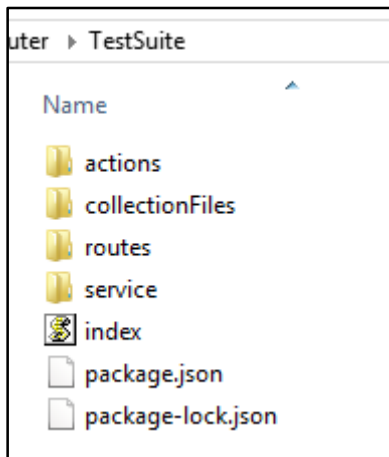 uter ▸ TestSuite
Name
actions
collectionFiles
routes
service
index
package.json
package-lock.json